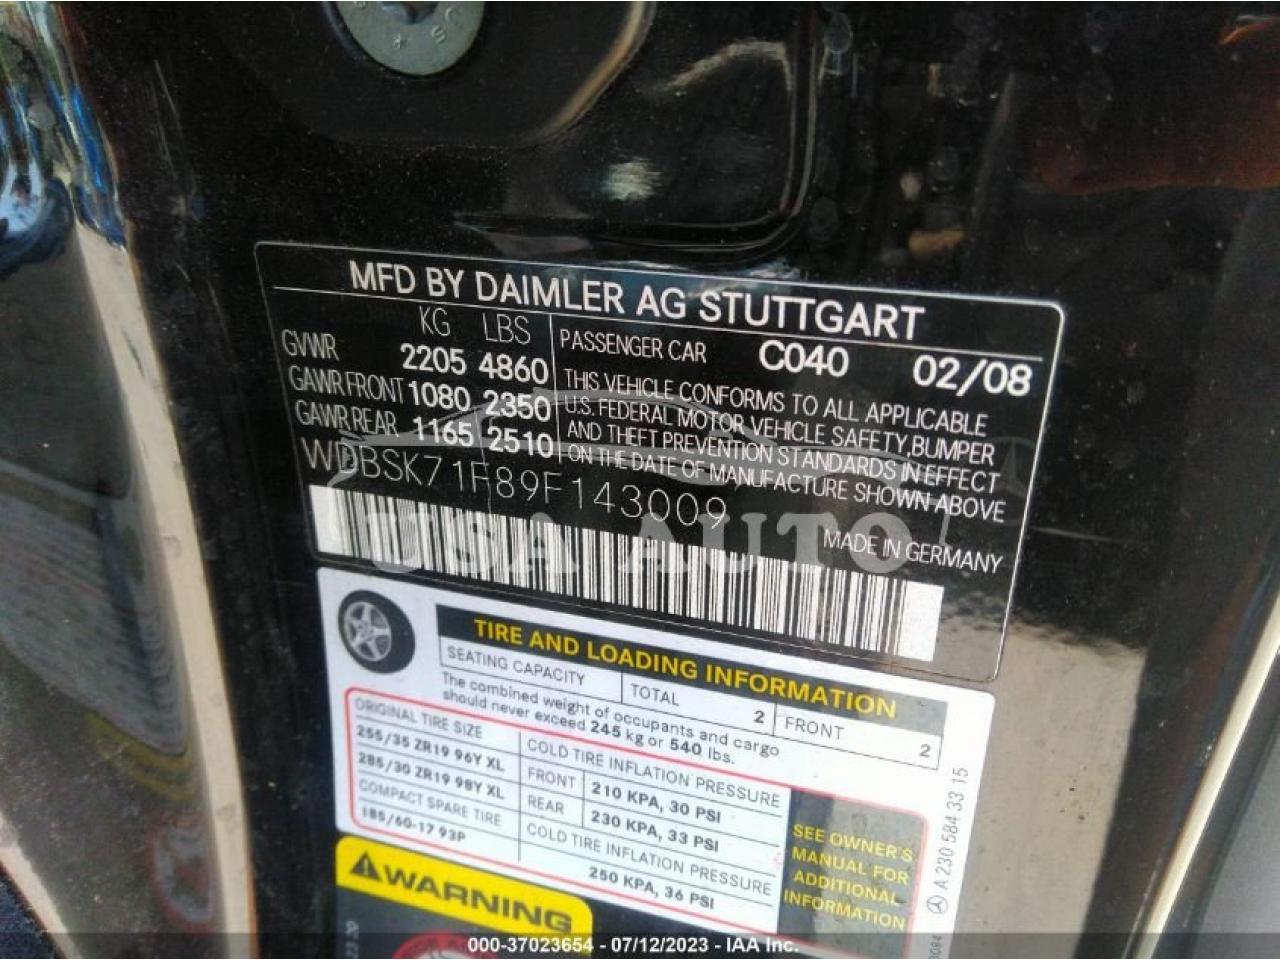 MFD BY DAIMLER AG STUTTGART
KG LBS
GVWR 2205 4860
GAWR FRONT 1080 2350
GAWR REAR 1165 2510
PASSENGER CAR C040 02/08
THIS VEHICLE CONFORMS TO ALL APPLICABLE
U.S. FEDERAL MOTOR VEHICLE SAFETY, BUMPER
AND THEFT PREVENTION STANDARDS IN EFFECT
ON THE DATE OF MANUFACTURE SHOWN ABOVE
WDBSK71F89F143009
MADE IN GERMANY
USA AUTO
TIRE AND LOADING INFORMATION
SEATING CAPACITY TOTAL 2 FRONT 2
The combined weight of occupants and cargo
should never exceed 245 kg or 540 lbs.
ORIGINAL TIRE SIZE
255/35 ZR19 96Y XL
285/30 ZR19 98Y XL
COMPACT SPARE TIRE
185/60-17 93P
COLD TIRE INFLATION PRESSURE
FRONT 210 KPA, 30 PSI
REAR 230 KPA, 33 PSI
COLD TIRE INFLATION PRESSURE
250 KPA, 36 PSI
SEE OWNER'S
MANUAL FOR
ADDITIONAL
INFORMATION
A 230 584 33 15
WARNING
000-37023654 - 07/12/2023 - IAA Inc.